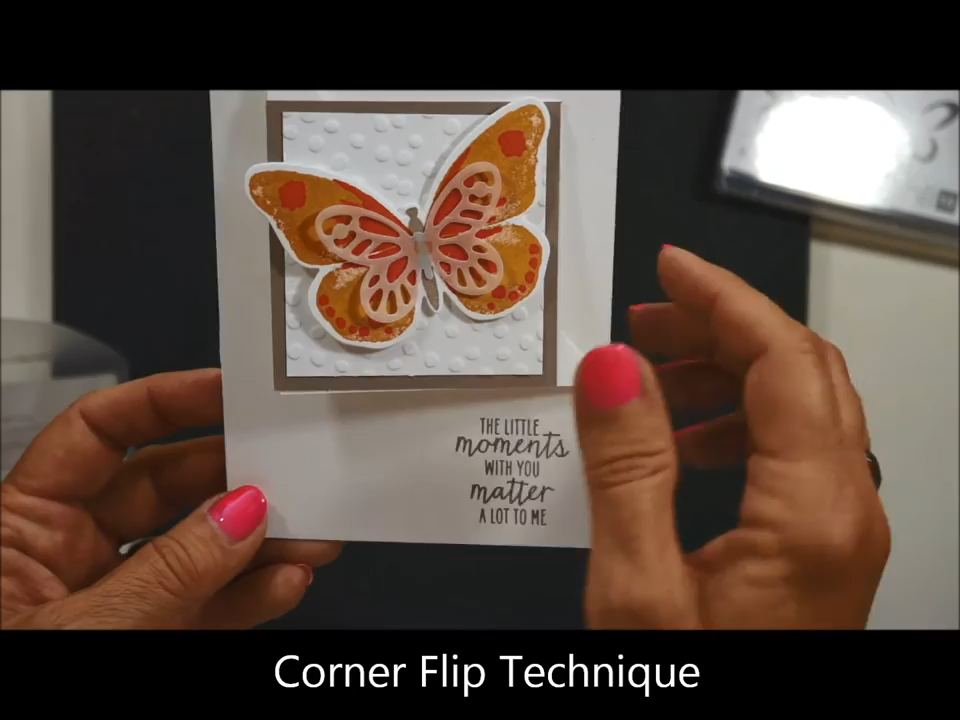 THE LITTLE
moments
WITH YOU
matter
A LOT TO ME
Corner Flip Technique